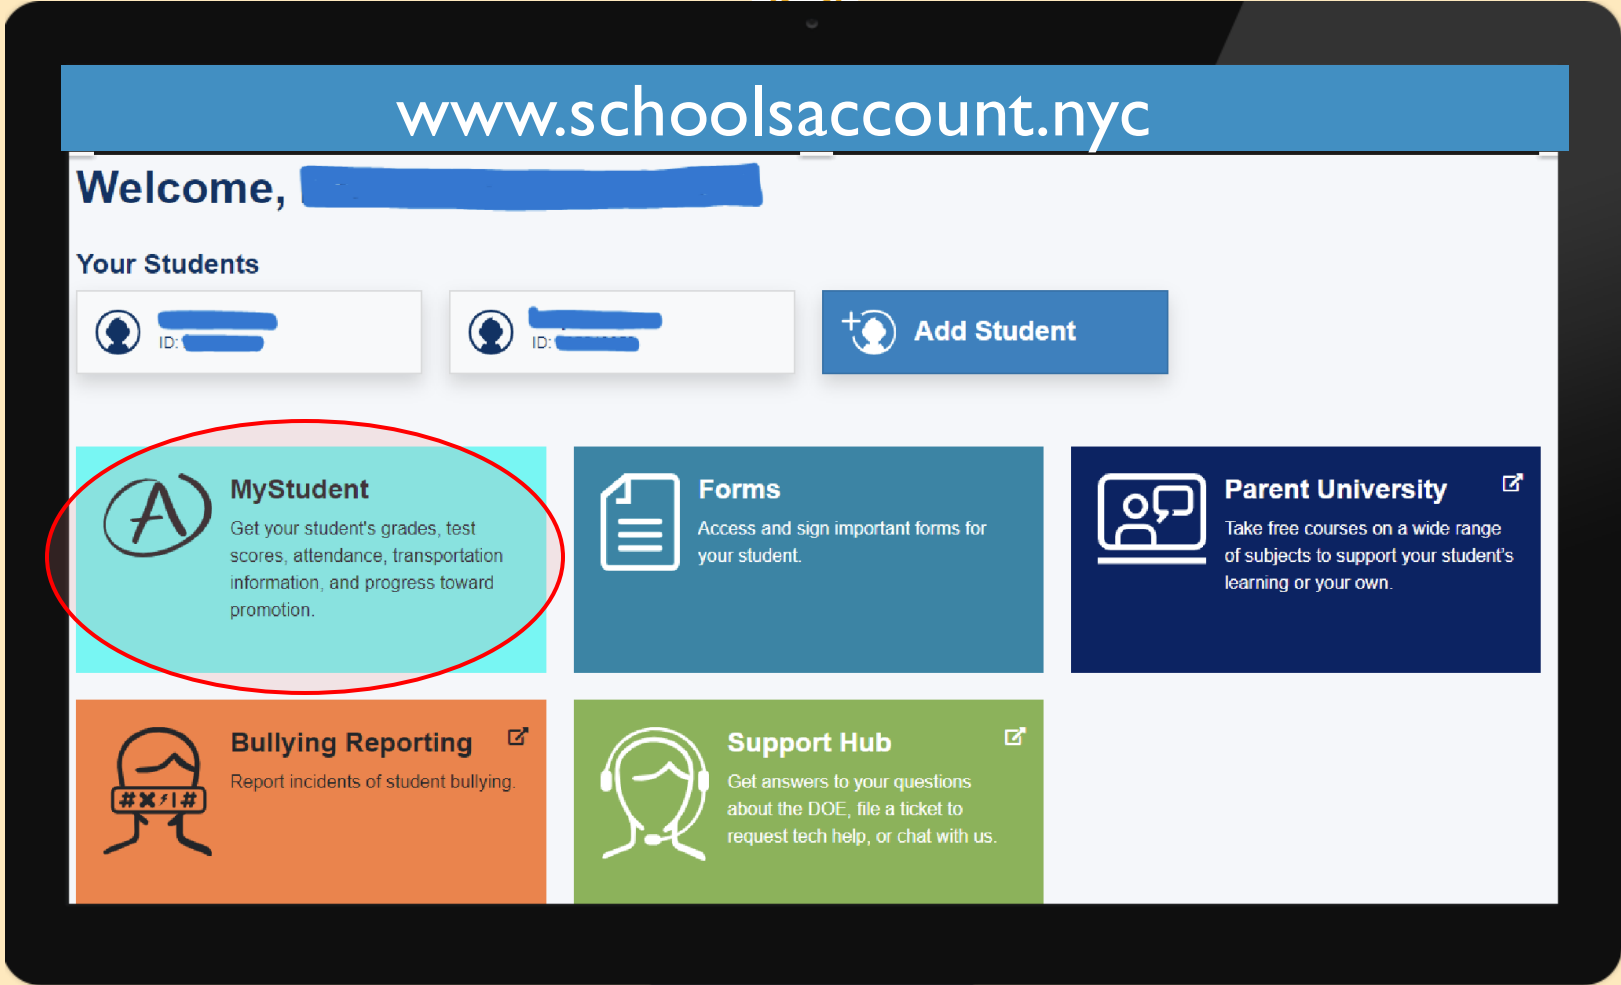 www.schoolsaccount.nyc
Welcome,
Your Students
ID:
ID:
Add Student
MyStudent
Get your student's grades, test
scores, attendance, transportation
information, and progress toward
promotion.
Forms
Access and sign important forms for
your student.
Parent University
Take free courses on a wide range
of subjects to support your student's
learning or your own.
Bullying Reporting
Report incidents of student bullying.
#✖⚡|#
Support Hub
Get answers to your questions
about the DOE, file a ticket to
request tech help, or chat with us.